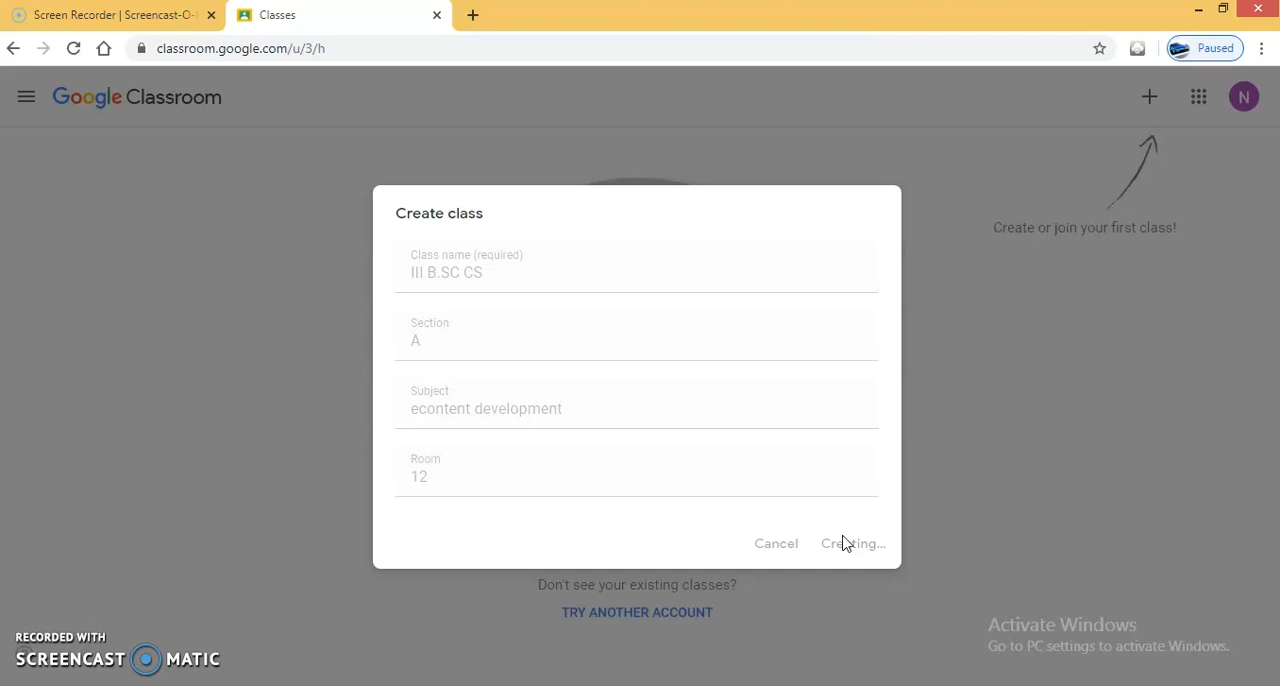 Screen Recorder | Screencast-O-
Classes
classroom.google.com/u/3/h
Paused
Google Classroom
N
Create or join your first class!
Create class
Class name (required)
III B.SC CS
Section
A
Subject
econtent development
Room
12
Cancel
Creating...
Don't see your existing classes?
TRY ANOTHER ACCOUNT
Activate Windows
Go to PC settings to activate Windows.
RECORDED WITH
SCREENCAST MATIC